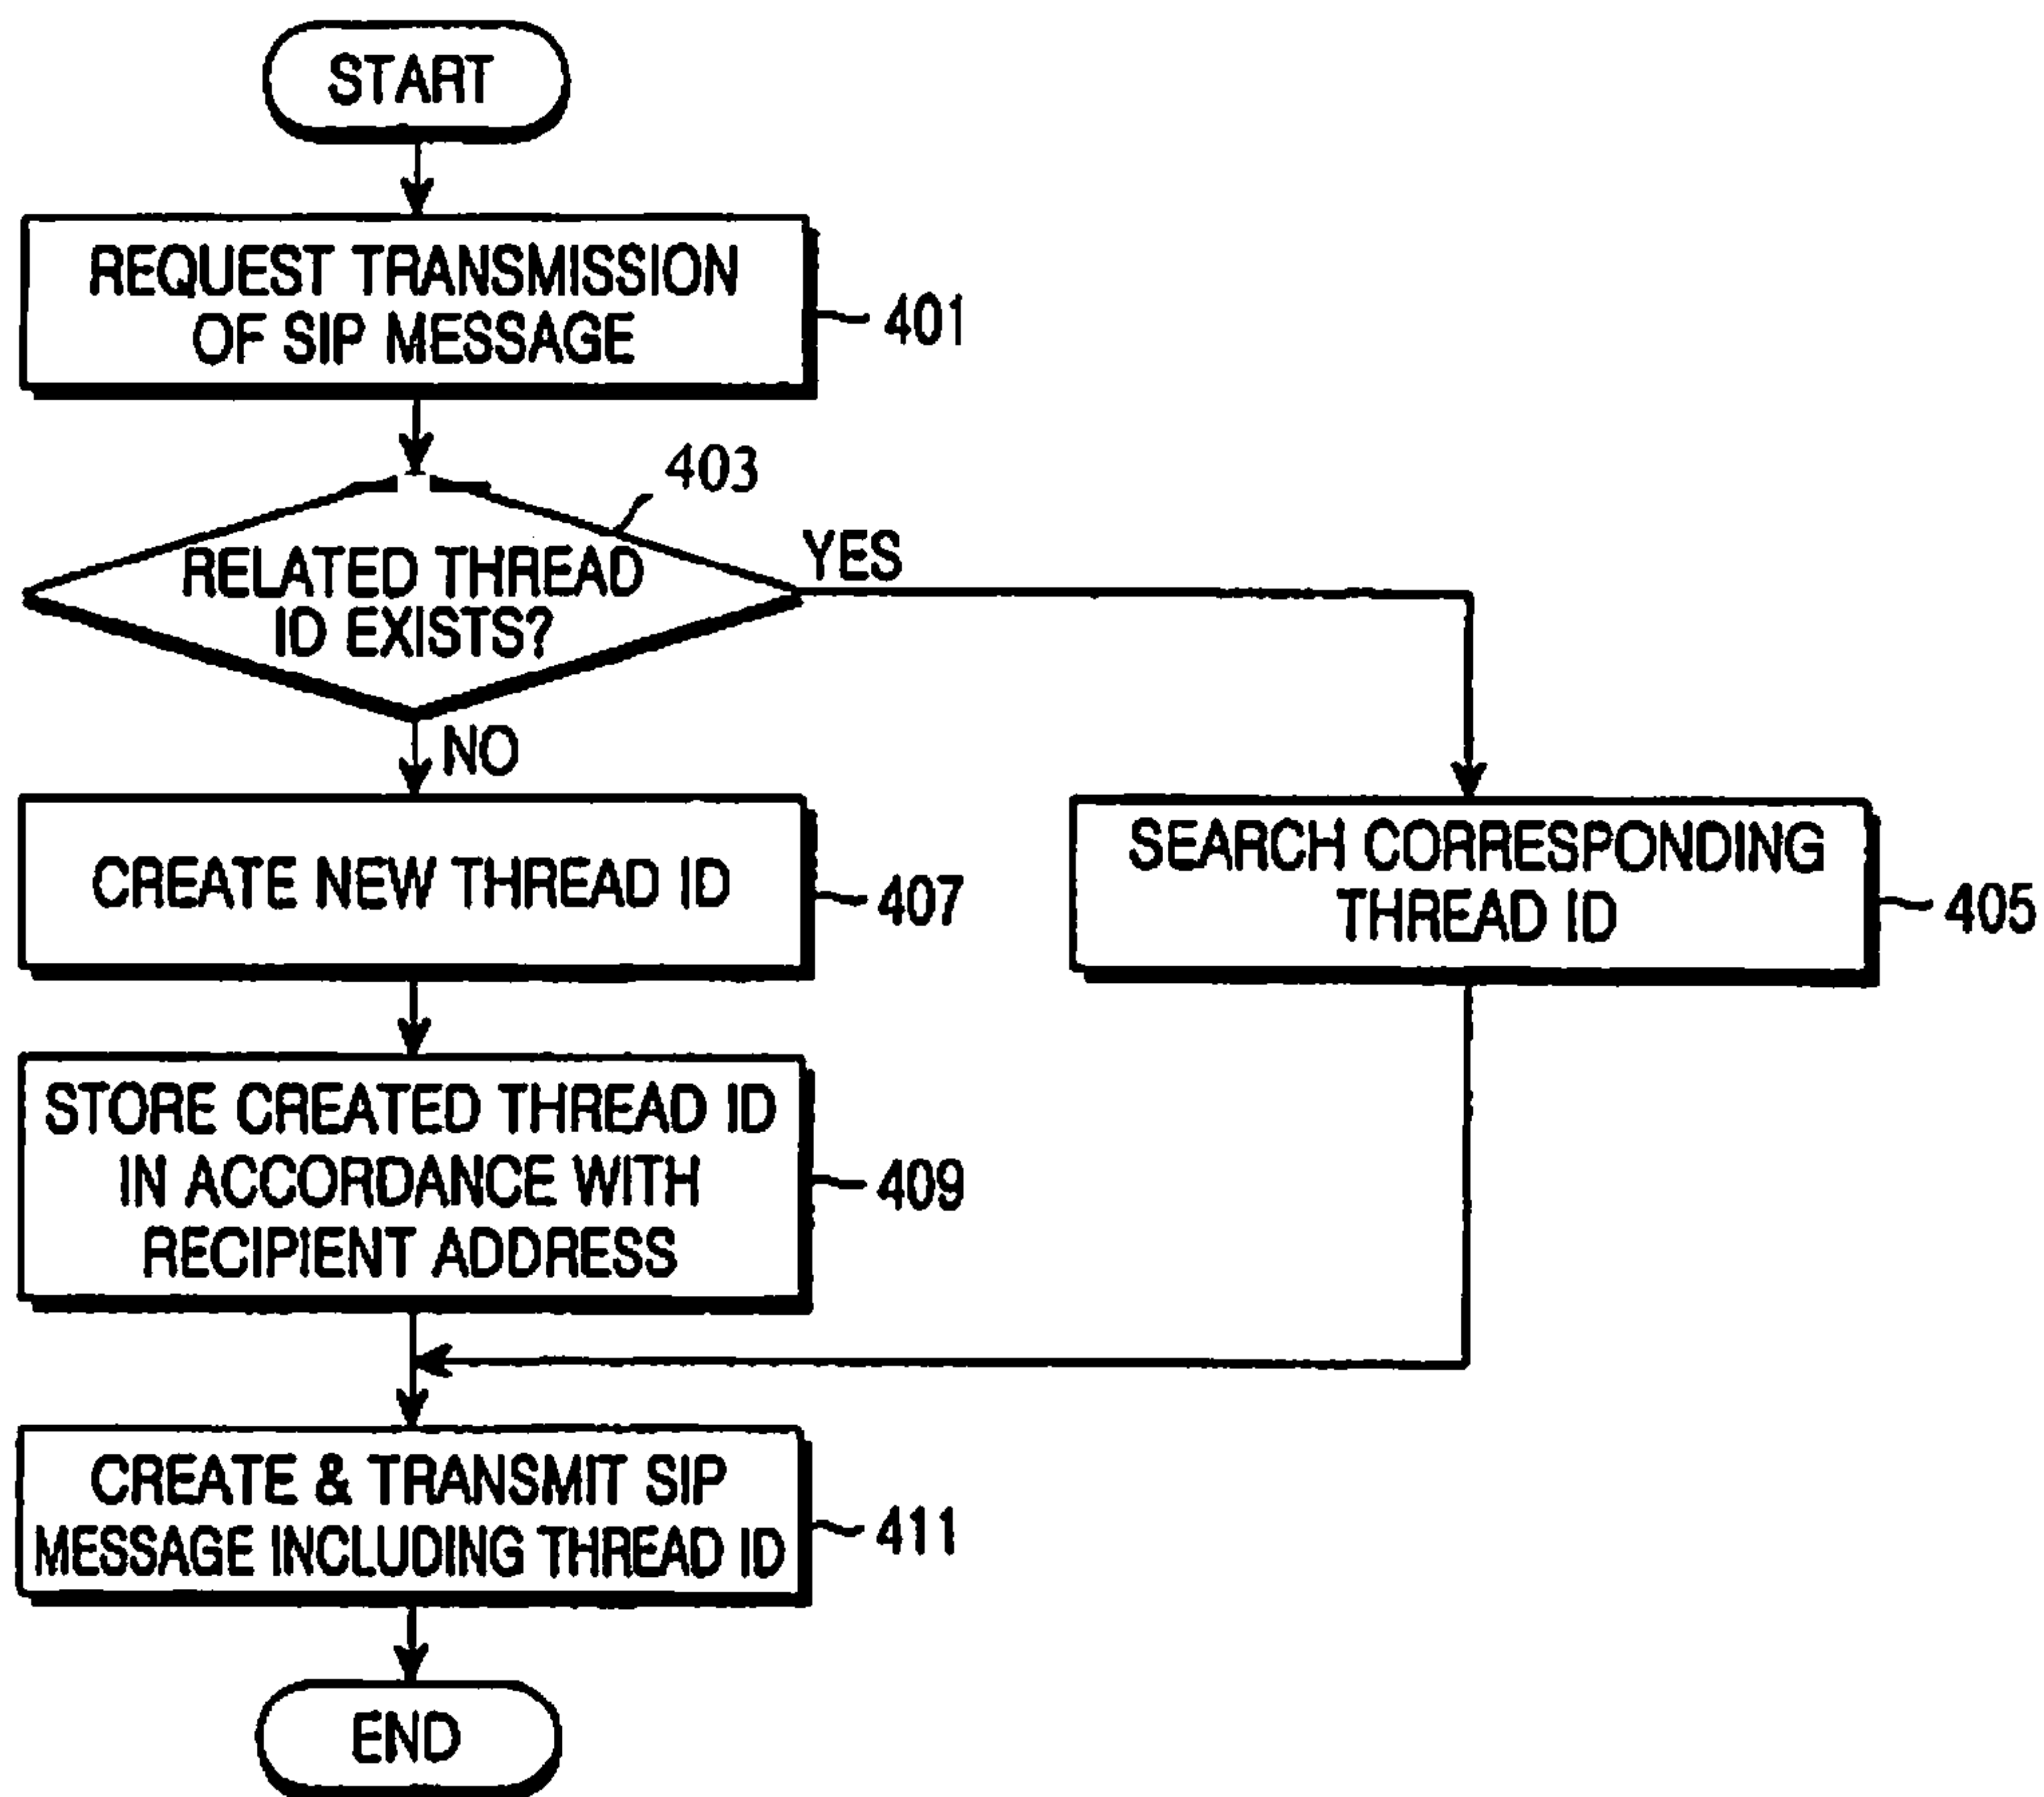 START
REQUEST TRANSMISSION
OF SIP MESSAGE
401
403
RELATED THREAD
ID EXISTS?
YES
NO
CREATE NEW THREAD ID
407
SEARCH CORRESPONDING
THREAD ID
405
STORE CREATED THREAD ID
IN ACCORDANCE WITH
RECIPIENT ADDRESS
409
CREATE & TRANSMIT SIP
MESSAGE INCLUDING THREAD ID
411
END